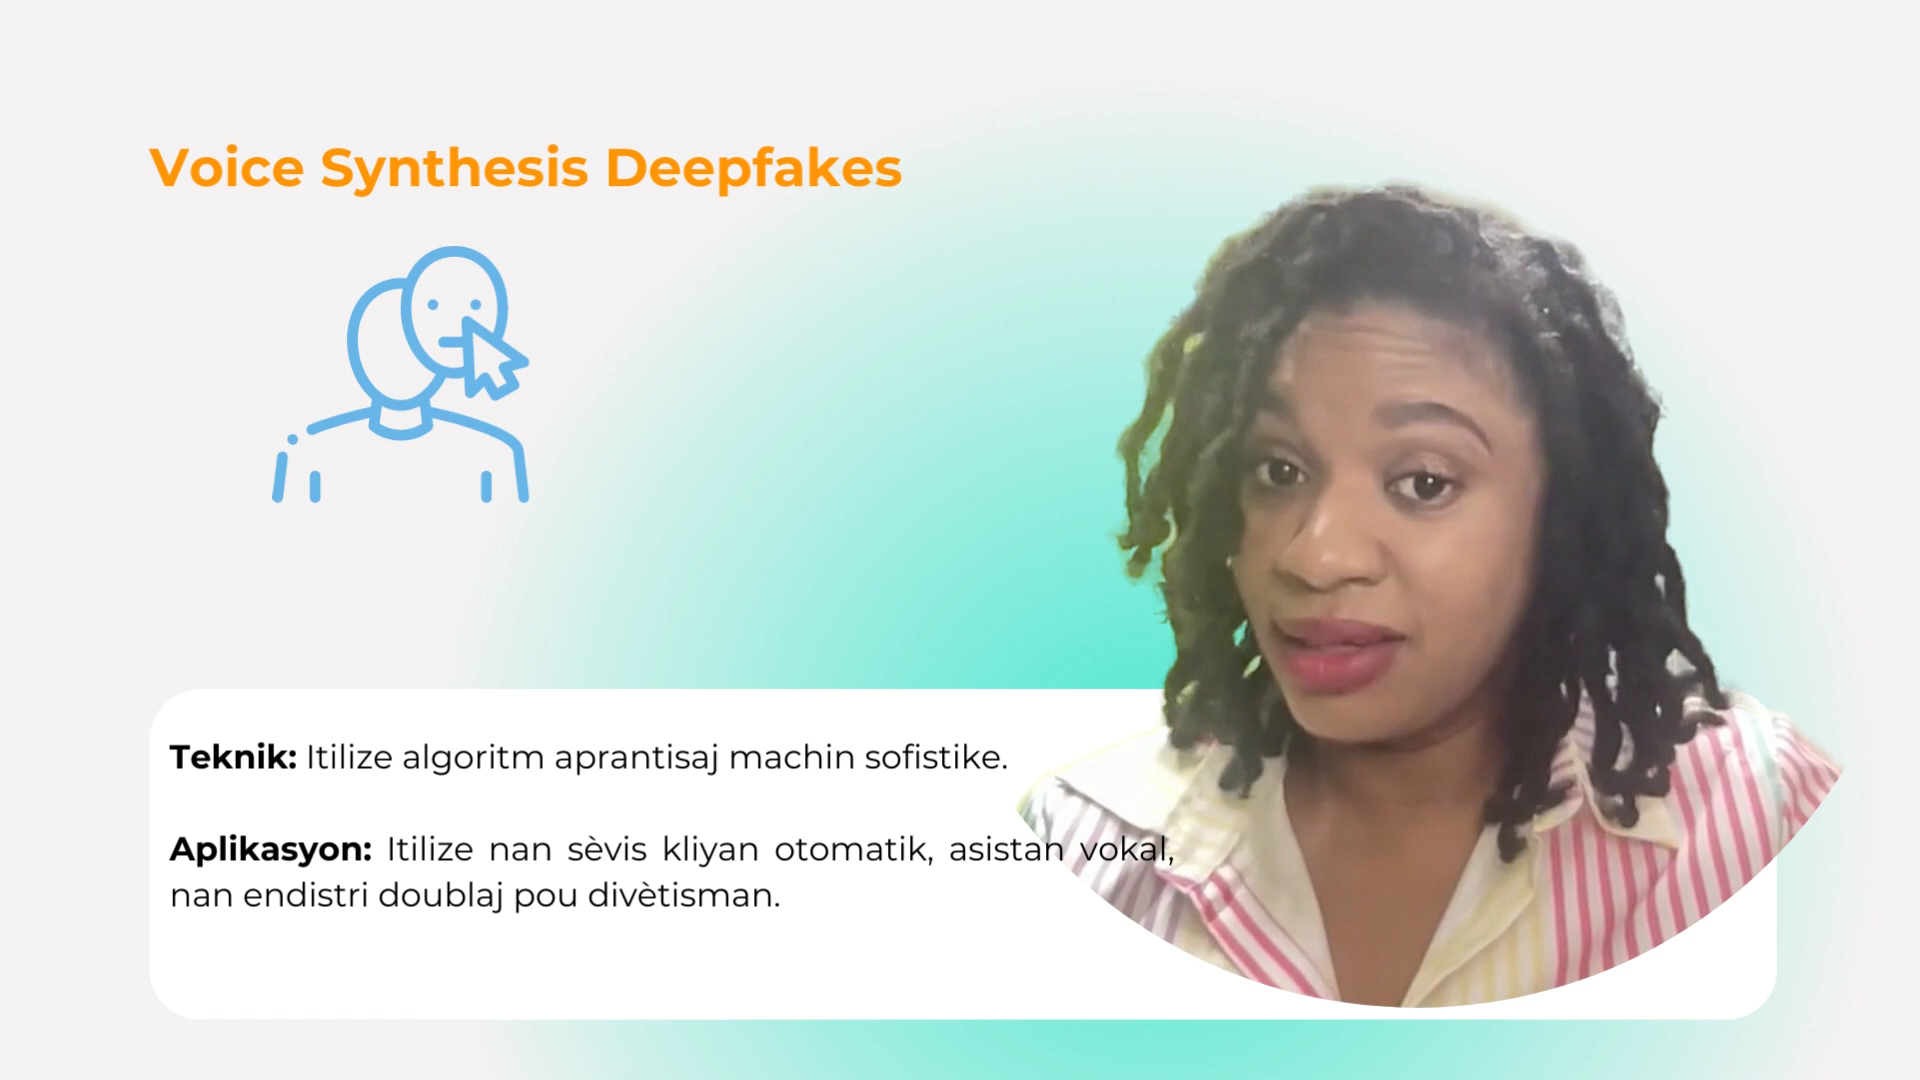 Voice Synthesis Deepfakes
Teknik: Itilize algoritm aprantisaj machin sofistike.
Aplikasyon: Itilize nan sèvis kliyan otomatik, asistan vokal,
nan endistri doublaj pou divètisman.